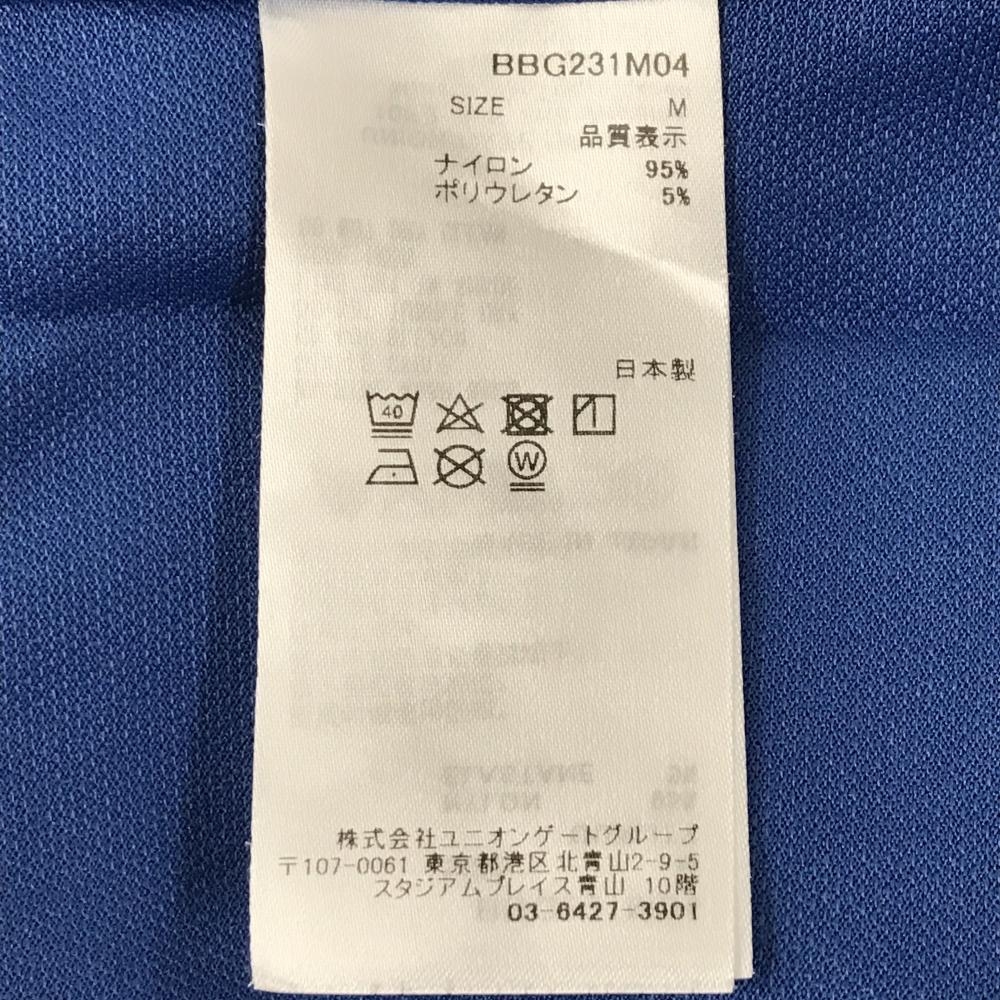 BBG231M04
SIZE M
品質表示
ナイロン 95%
ポリウレタン 5%
日本製
40
W
株式会社ユニオンゲートグループ
〒107-0061 東京都港区北青山2-9-5
スタジアムプレイス青山 10階
03-6427-3901